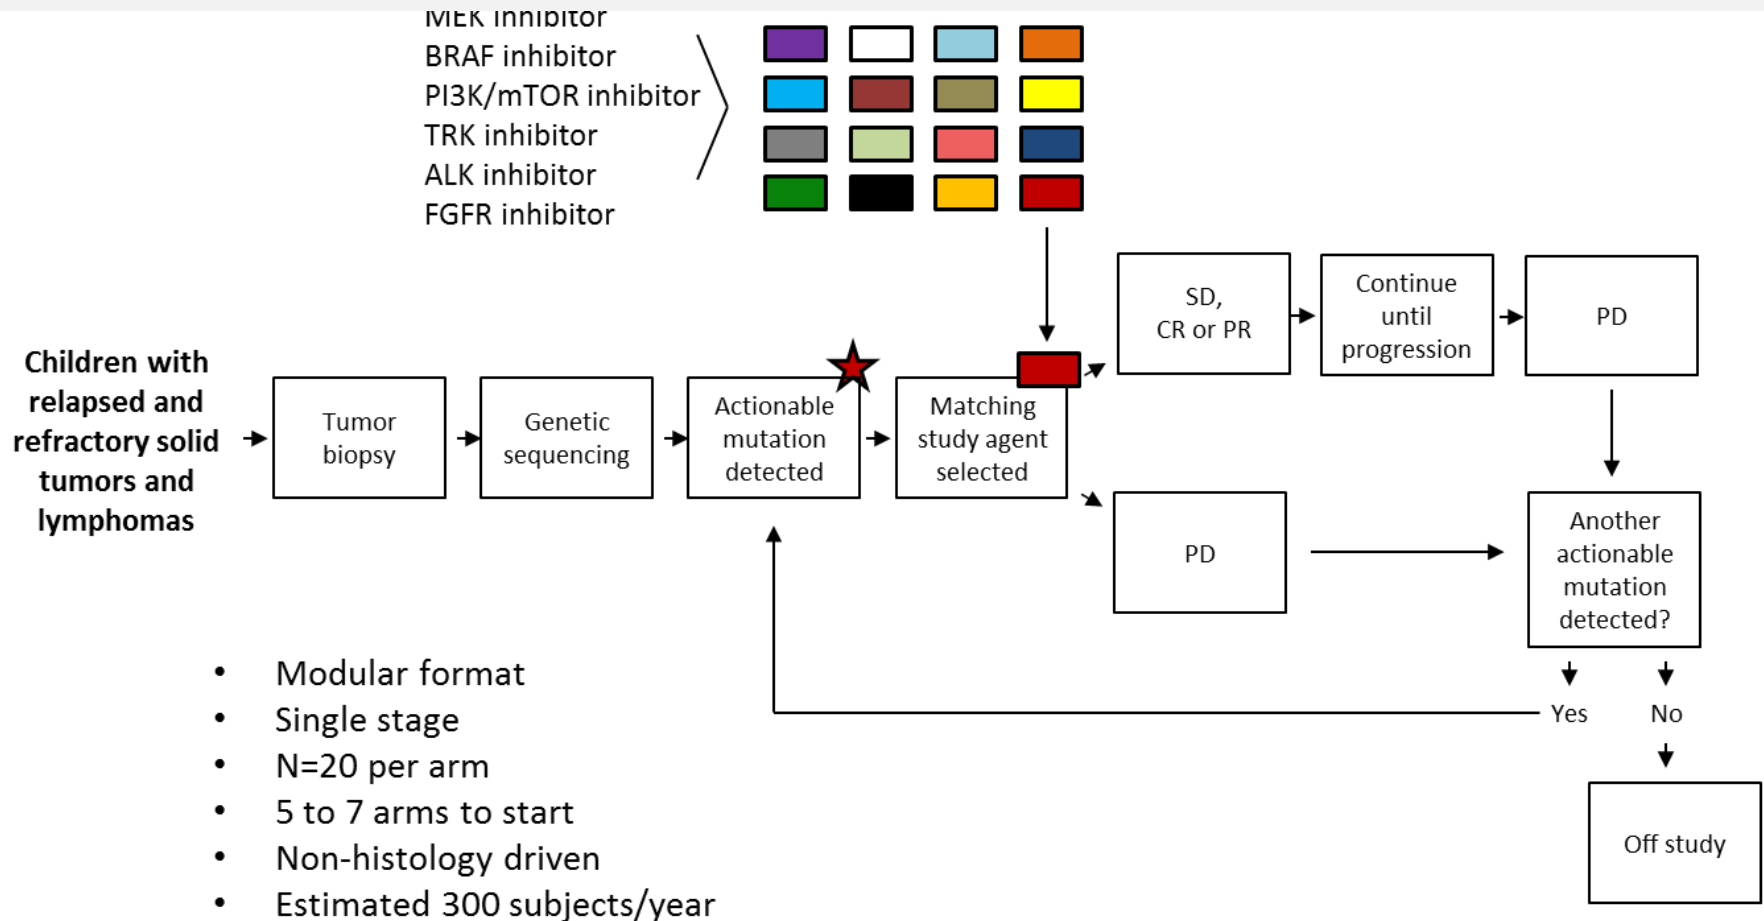 MEK inhibitor
BRAF inhibitor
PI3K/mTOR inhibitor
TRK inhibitor
ALK inhibitor
FGFR inhibitor
Children with
relapsed and
refractory solid
tumors and
lymphomas
Tumor
biopsy
Genetic
sequencing
Actionable
mutation
detected
Matching
study agent
selected
SD,
CR or PR
Continue
until
progression
PD
PD
Another
actionable
mutation
detected?
Yes
No
Off study
• Modular format
• Single stage
• N=20 per arm
• 5 to 7 arms to start
• Non-histology driven
• Estimated 300 subjects/year